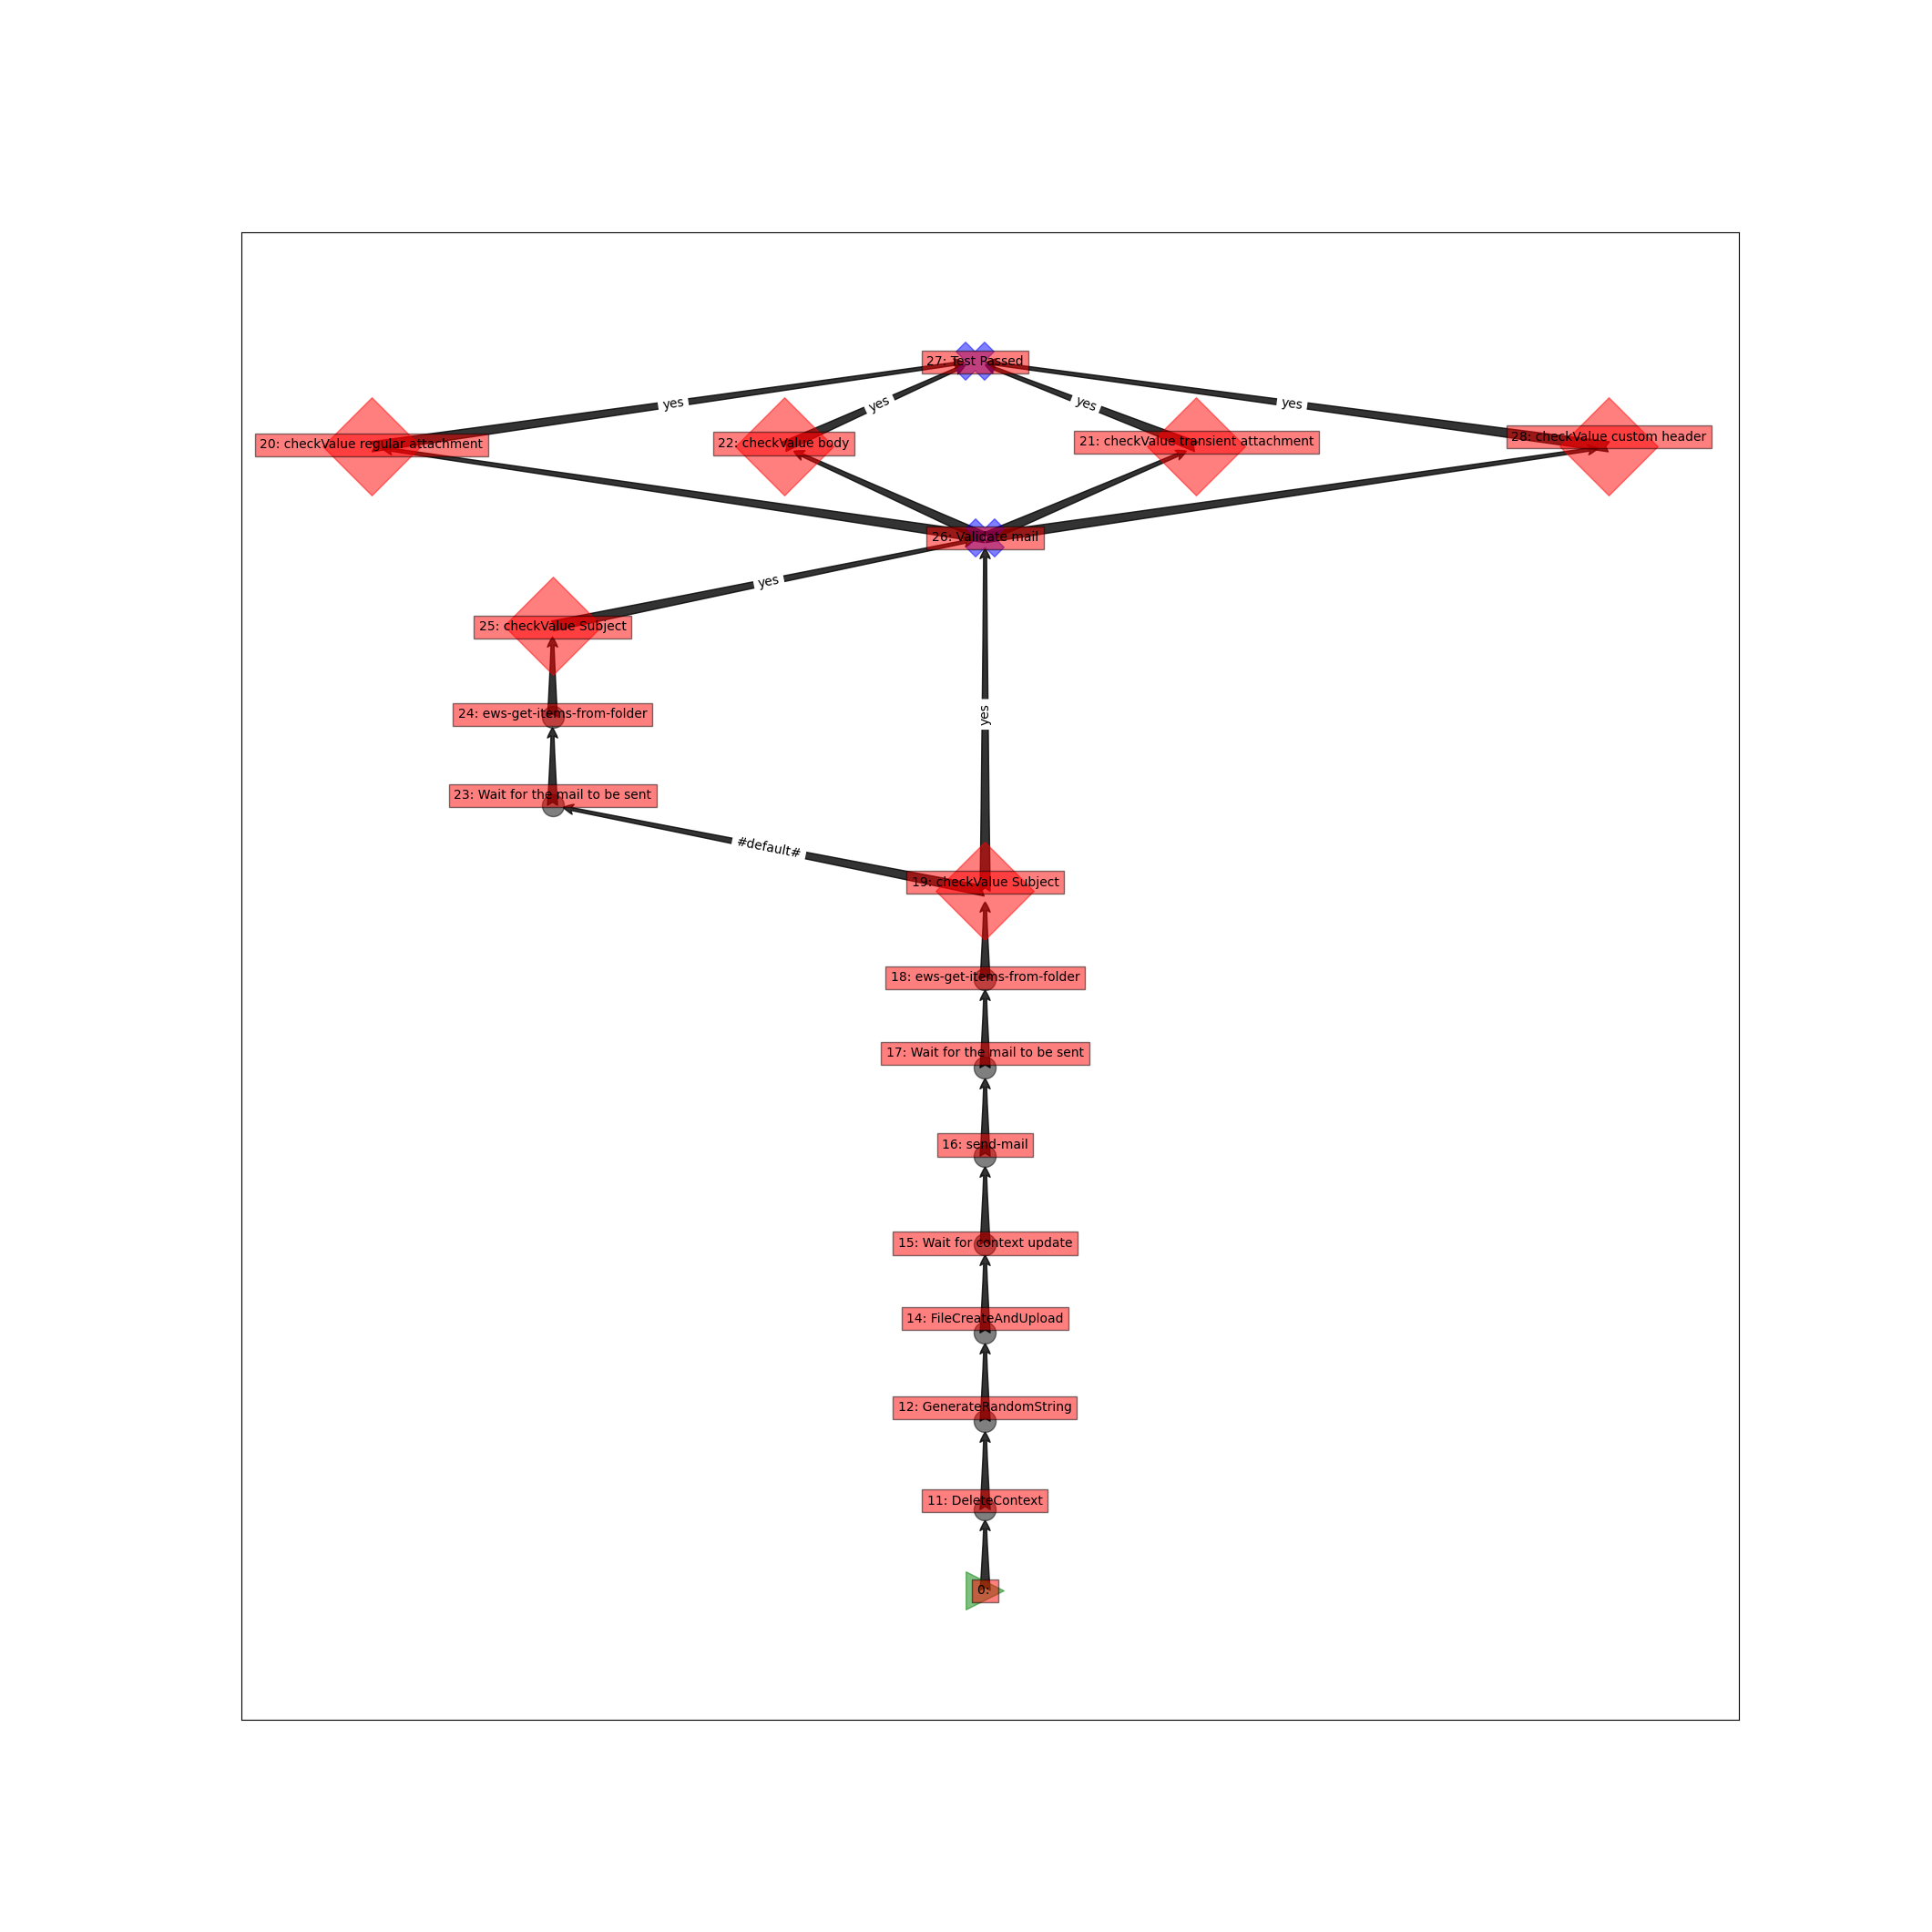 27: Test Passed
yes
yes
yes
yes
20: checkValue regular attachment
22: checkValue body
21: checkValue transient attachment
28: checkValue custom header
26: Validate mail
yes
25: checkValue Subject
24: ews-get-items-from-folder
yes
23: Wait for the mail to be sent
#default#
19: checkValue Subject
18: ews-get-items-from-folder
17: Wait for the mail to be sent
16: send-mail
15: Wait for context update
14: FileCreateAndUpload
12: GenerateRandomString
11: DeleteContext
0: